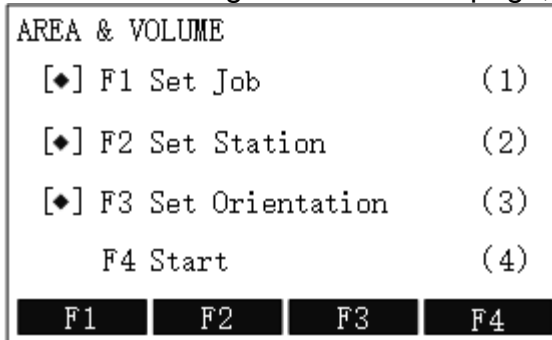 AREA & VOLUME
[◆] F1 Set Job (1)
[◆] F2 Set Station (2)
[◆] F3 Set Orientation (3)
F4 Start (4)
F1 F2 F3 F4